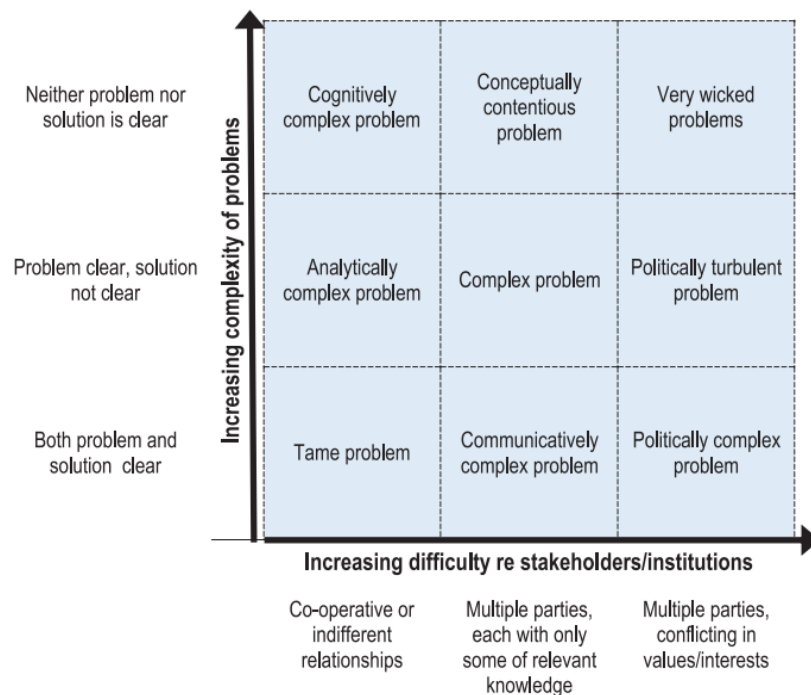 Neither problem nor
solution is clear
Cognitively
complex problem
Conceptually
contentious
problem
Very wicked
problems
Increasing complexity of problems
Problem clear, solution
not clear
Analytically
complex problem
Complex problem
Politically turbulent
problem
Both problem and
solution clear
Tame problem
Communicatively
complex problem
Politically complex
problem
Increasing difficulty re stakeholders/institutions
Co-operative or
indifferent
relationships
Multiple parties,
each with only
some of relevant
knowledge
Multiple parties,
conflicting in
values/interests